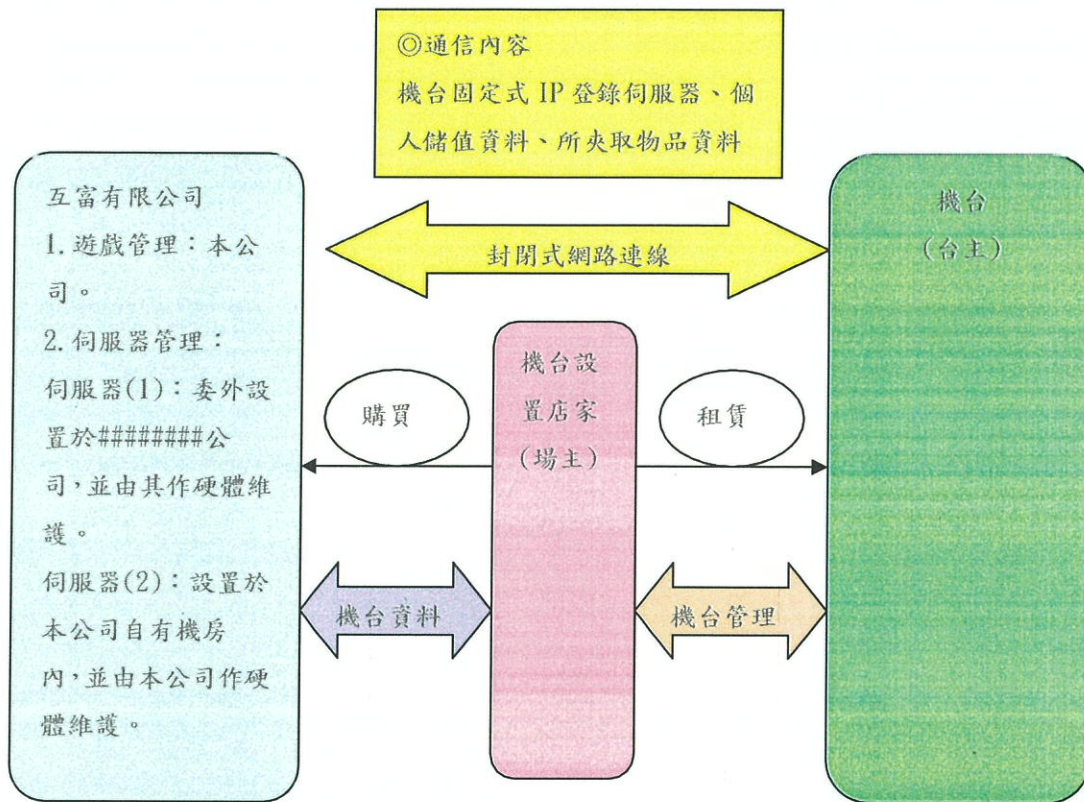 ◎通信內容
機台固定式 IP 登錄伺服器、個
人儲值資料、所夾取物品資料
互富有限公司
1.遊戲管理：本公
司。
2.伺服器管理：
伺服器(1)：委外設
置於########公
司，並由其作硬體維
護。
伺服器(2)：設置於
本公司自有機房
內，並由本公司作硬
體維護。
封閉式網路連線
機台
(台主)
機台設
置店家
(場主)
購買
租賃
機台資料
機台管理